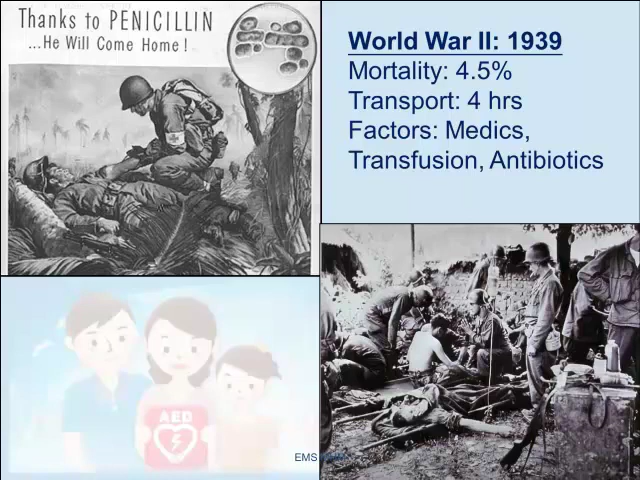 Thanks to PENICILLIN
...He Will Come Home!
World War II: 1939
Mortality: 4.5%
Transport: 4 hrs
Factors: Medics,
Transfusion, Antibiotics
AED
EMS